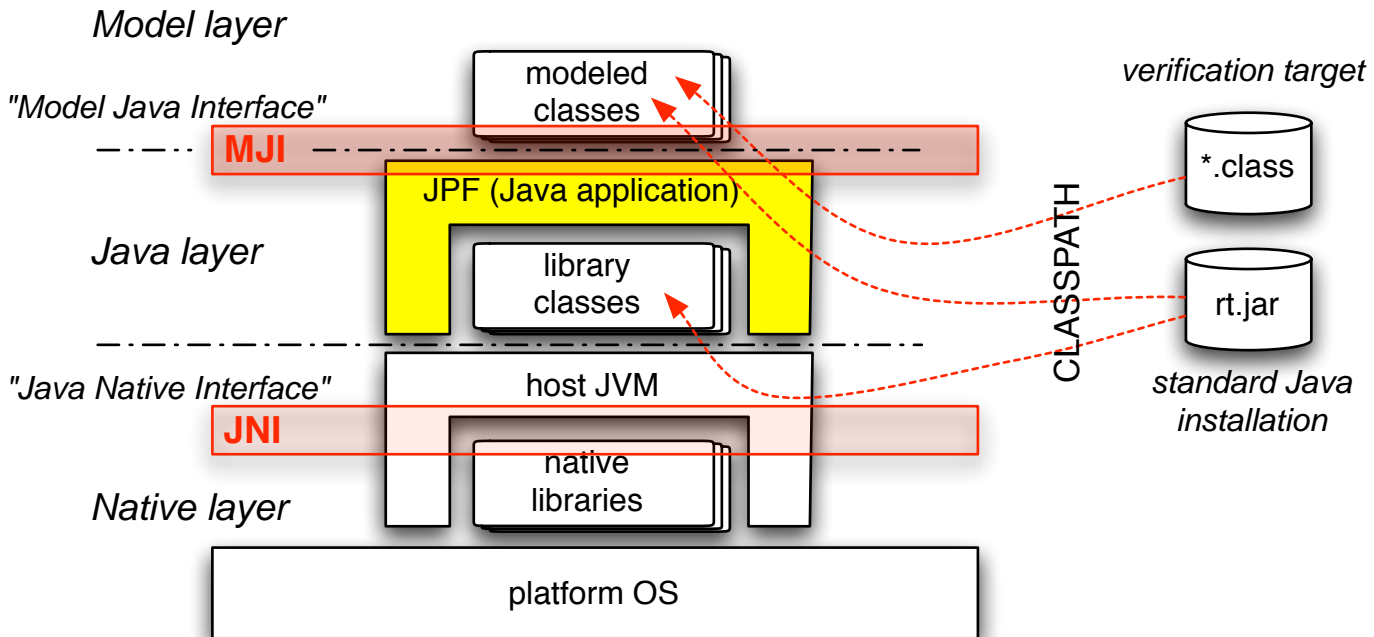 Model layer
modeled
classes
verification target
"Model Java Interface"
MJI
*.class
JPF (Java application)
CLASSPATH
Java layer
library
classes
rt.jar
"Java Native Interface"
host JVM
standard Java
installation
JNI
native
libraries
Native layer
platform OS